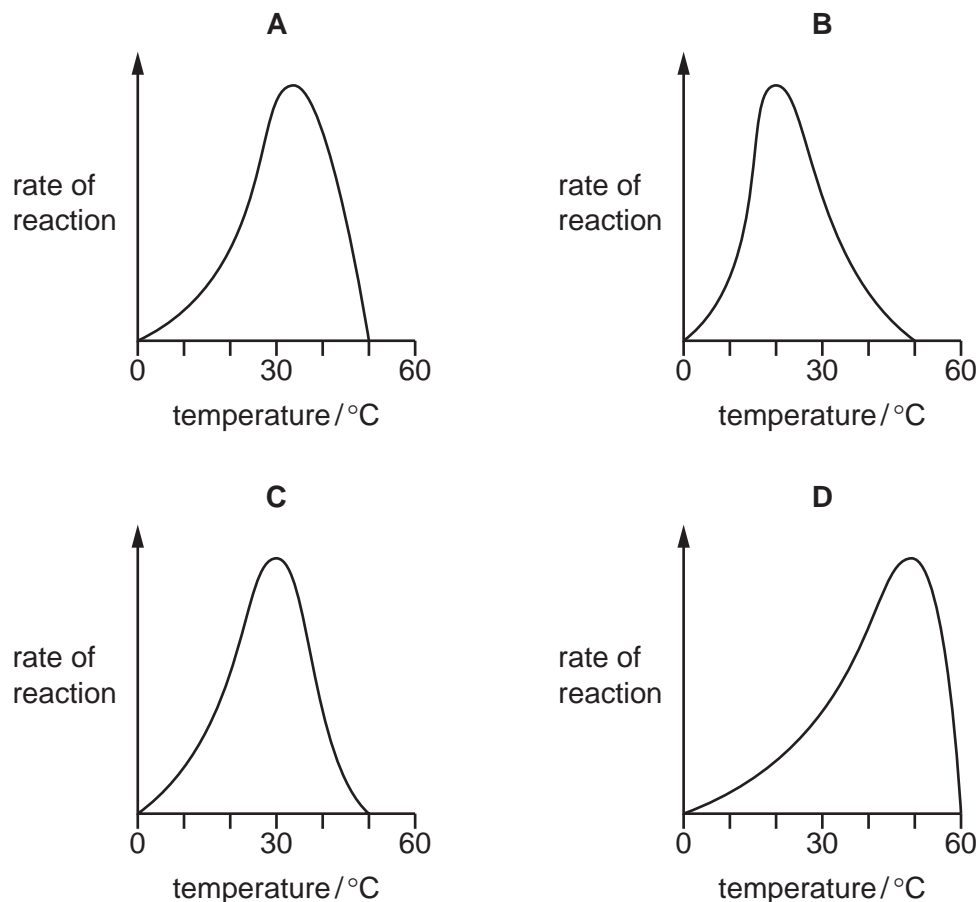 A
rate of
reaction
0 30 60
temperature / °C
B
rate of
reaction
0 30 60
temperature / °C
C
rate of
reaction
0 30 60
temperature / °C
D
rate of
reaction
0 30 60
temperature / °C